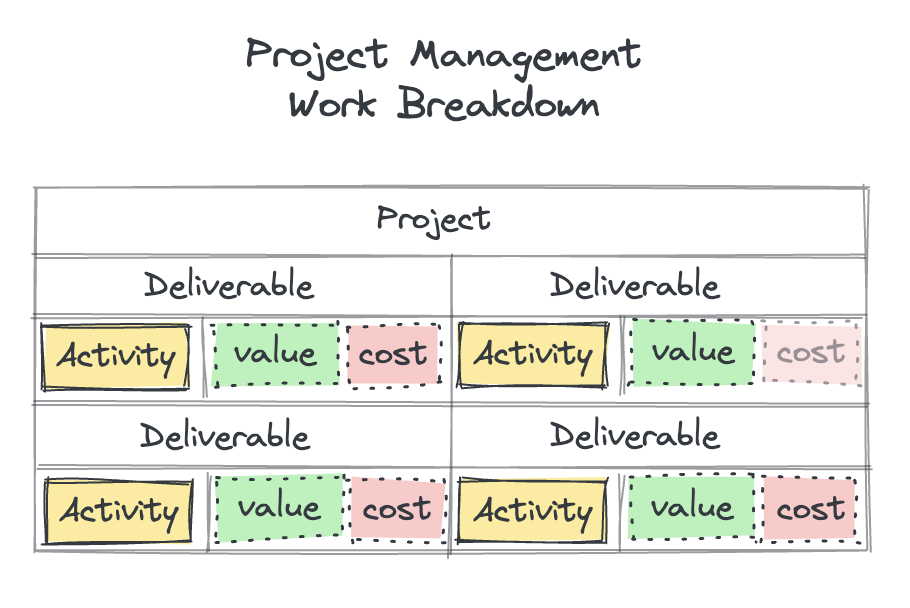 Project Management
Work Breakdown
Project
Deliverable Deliverable
Activity value cost Activity value cost
Deliverable Deliverable
Activity value cost Activity value cost